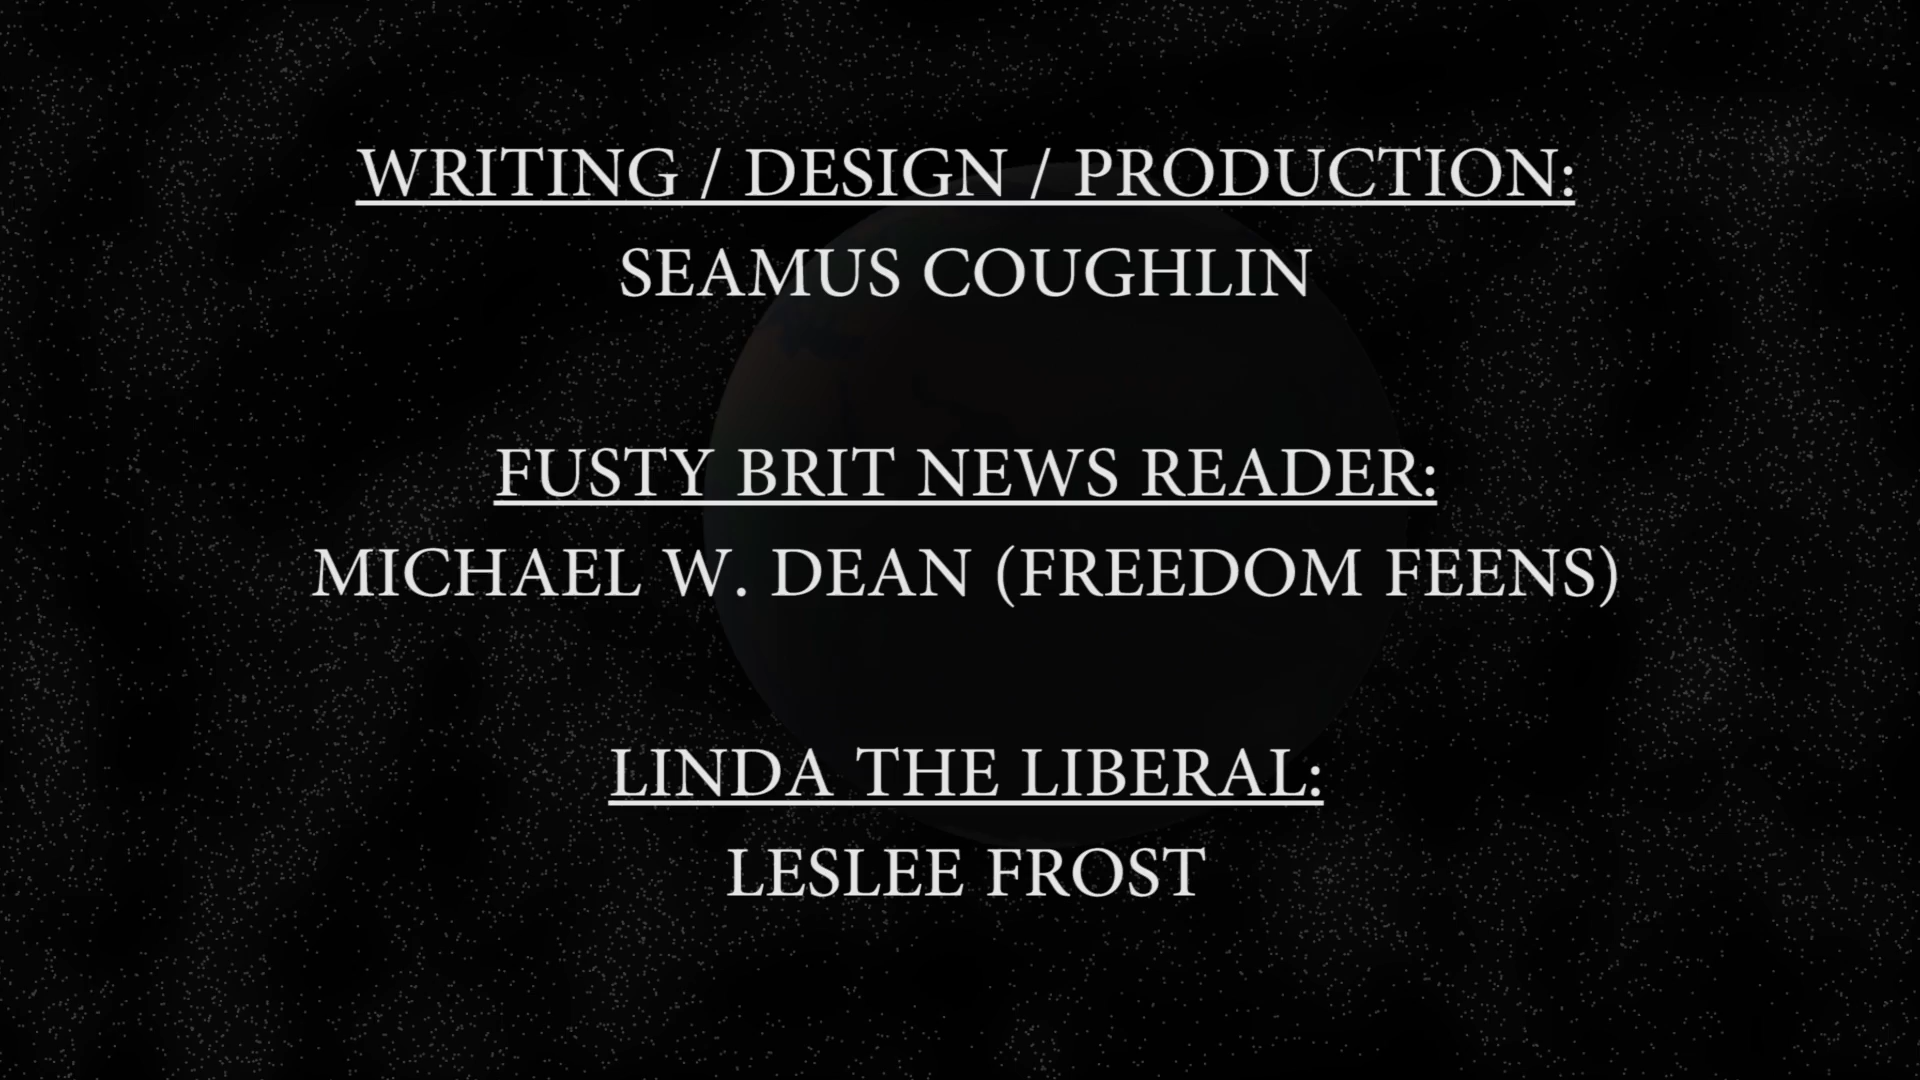 WRITING / DESIGN / PRODUCTION:
SEAMUS COUGHLIN
FUSTY BRIT NEWS READER:
MICHAEL W. DEAN (FREEDOM FEENS)
LINDA THE LIBERAL:
LESLEE FROST